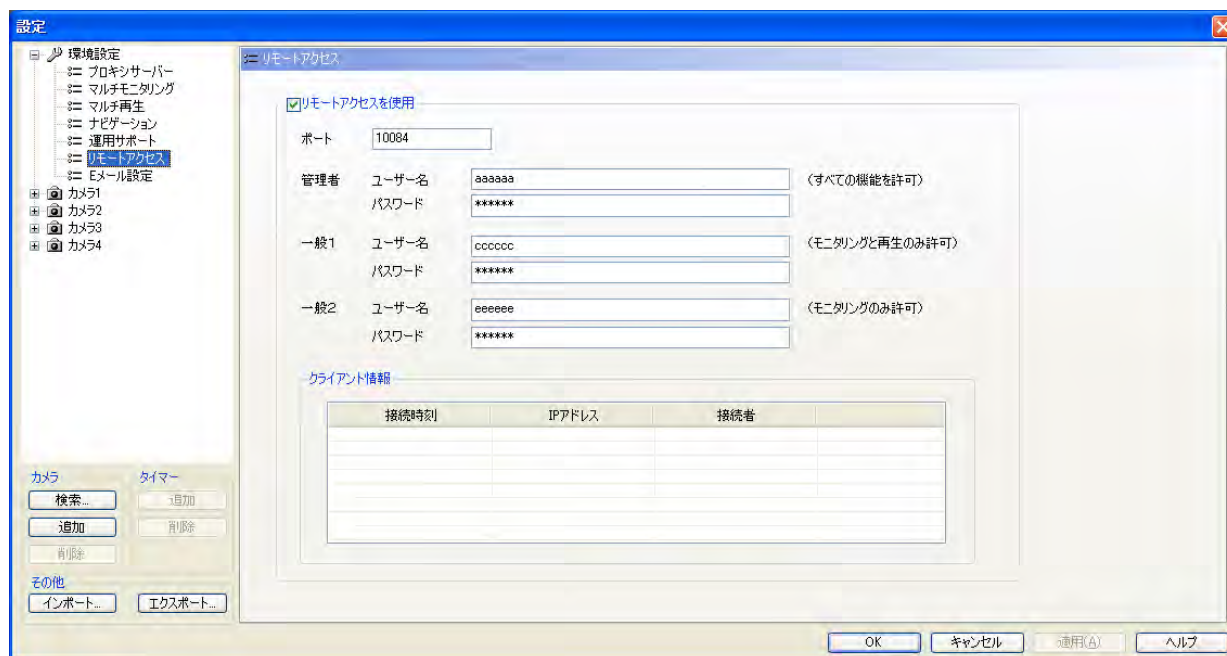 設定
環境設定
プロキシサーバー
マルチモニタリング
マルチ再生
ナビゲーション
運用サポート
リモートアクセス
Eメール設定
カメラ1
カメラ2
カメラ3
カメラ4
カメラ タイマー
検索... 追加
追加 削除
削除
その他
インポート... エクスポート...
リモートアクセス
リモートアクセスを使用
ポート 10084
管理者 ユーザー名 aaaaaa (すべての機能を許可)
パスワード ******
一般1 ユーザー名 cccccc (モニタリングと再生のみ許可)
パスワード ******
一般2 ユーザー名 eeeeee (モニタリングのみ許可)
パスワード ******
クライアント情報
接続時刻 IPアドレス 接続者
OK キャンセル 適用(A) ヘルプ